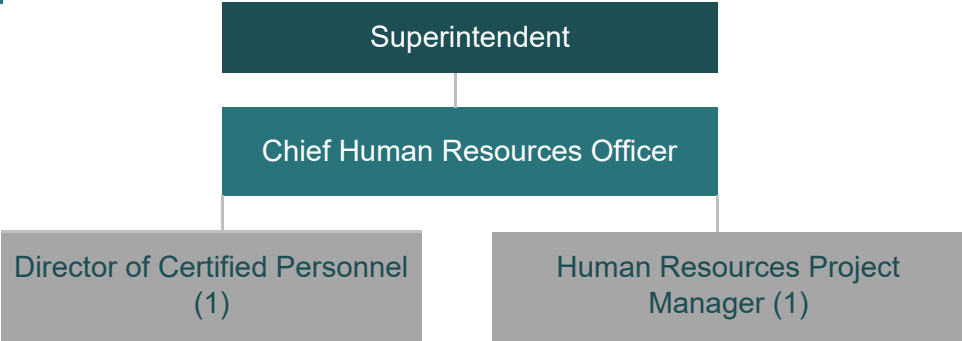 Superintendent
Chief Human Resources Officer
Director of Certified Personnel
(1)
Human Resources Project
Manager (1)